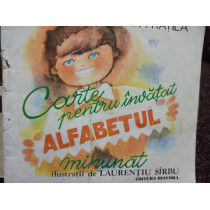 Carte
pentru învățat
ALFABETUL
minunat
ilustrații de LAURENȚIU SÎRBU